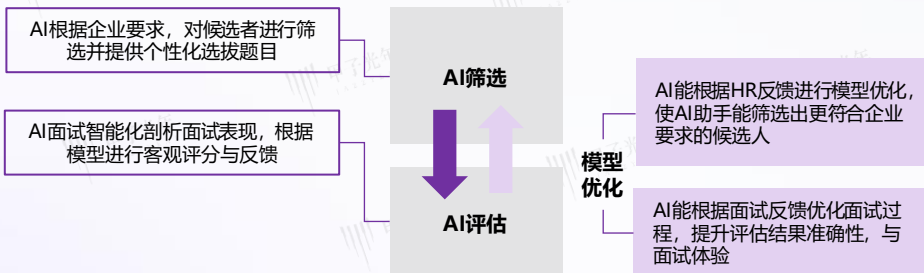 AI根据企业要求，对候选者进行筛
选并提供个性化选拔题目
AI筛选
AI面试智能化剖析面试表现，根据
模型进行客观评分与反馈
AI评估
模型
优化
AI能根据HR反馈进行模型优化，
使AI助手能筛选出更符合企业
要求的候选人
AI能根据面试反馈优化面试过
程，提升评估结果准确性，与
面试体验
甲子光年